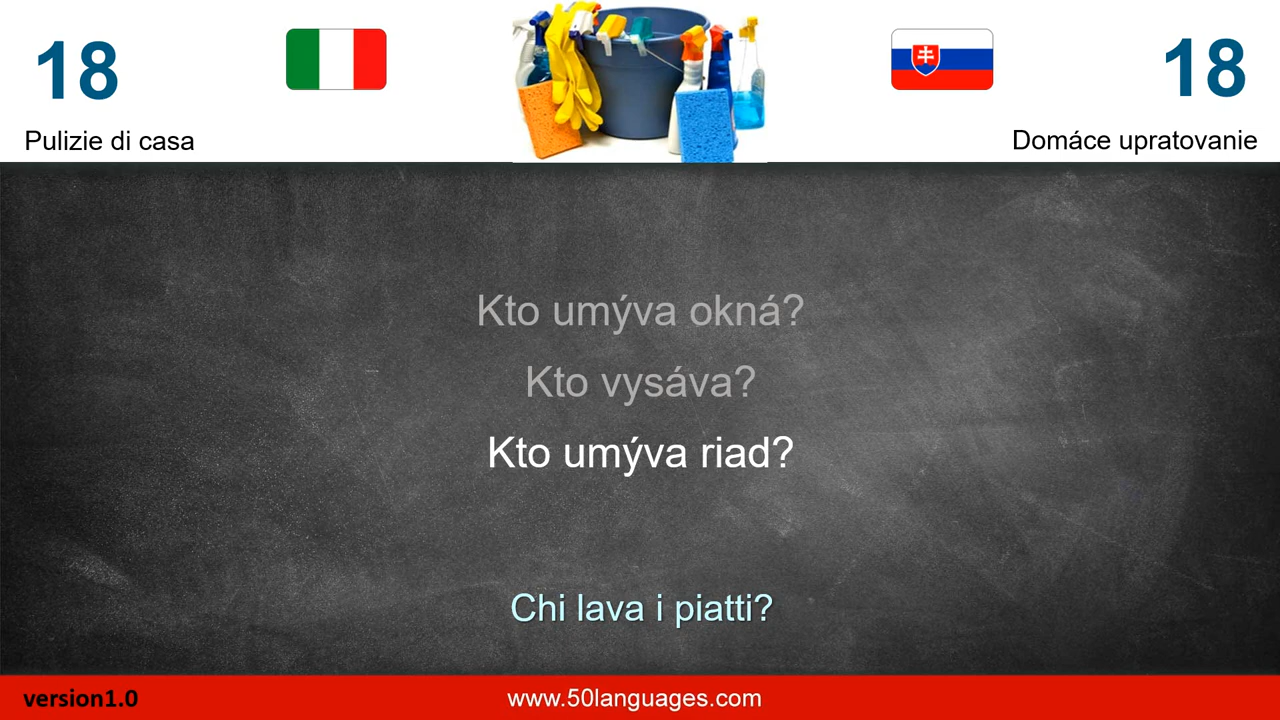 18
18
Pulizie di casa
Domáce upratovanie
Kto umýva okná?
Kto vysáva?
Kto umýva riad?
Chi lava i piatti?
version1.0
www.50languages.com